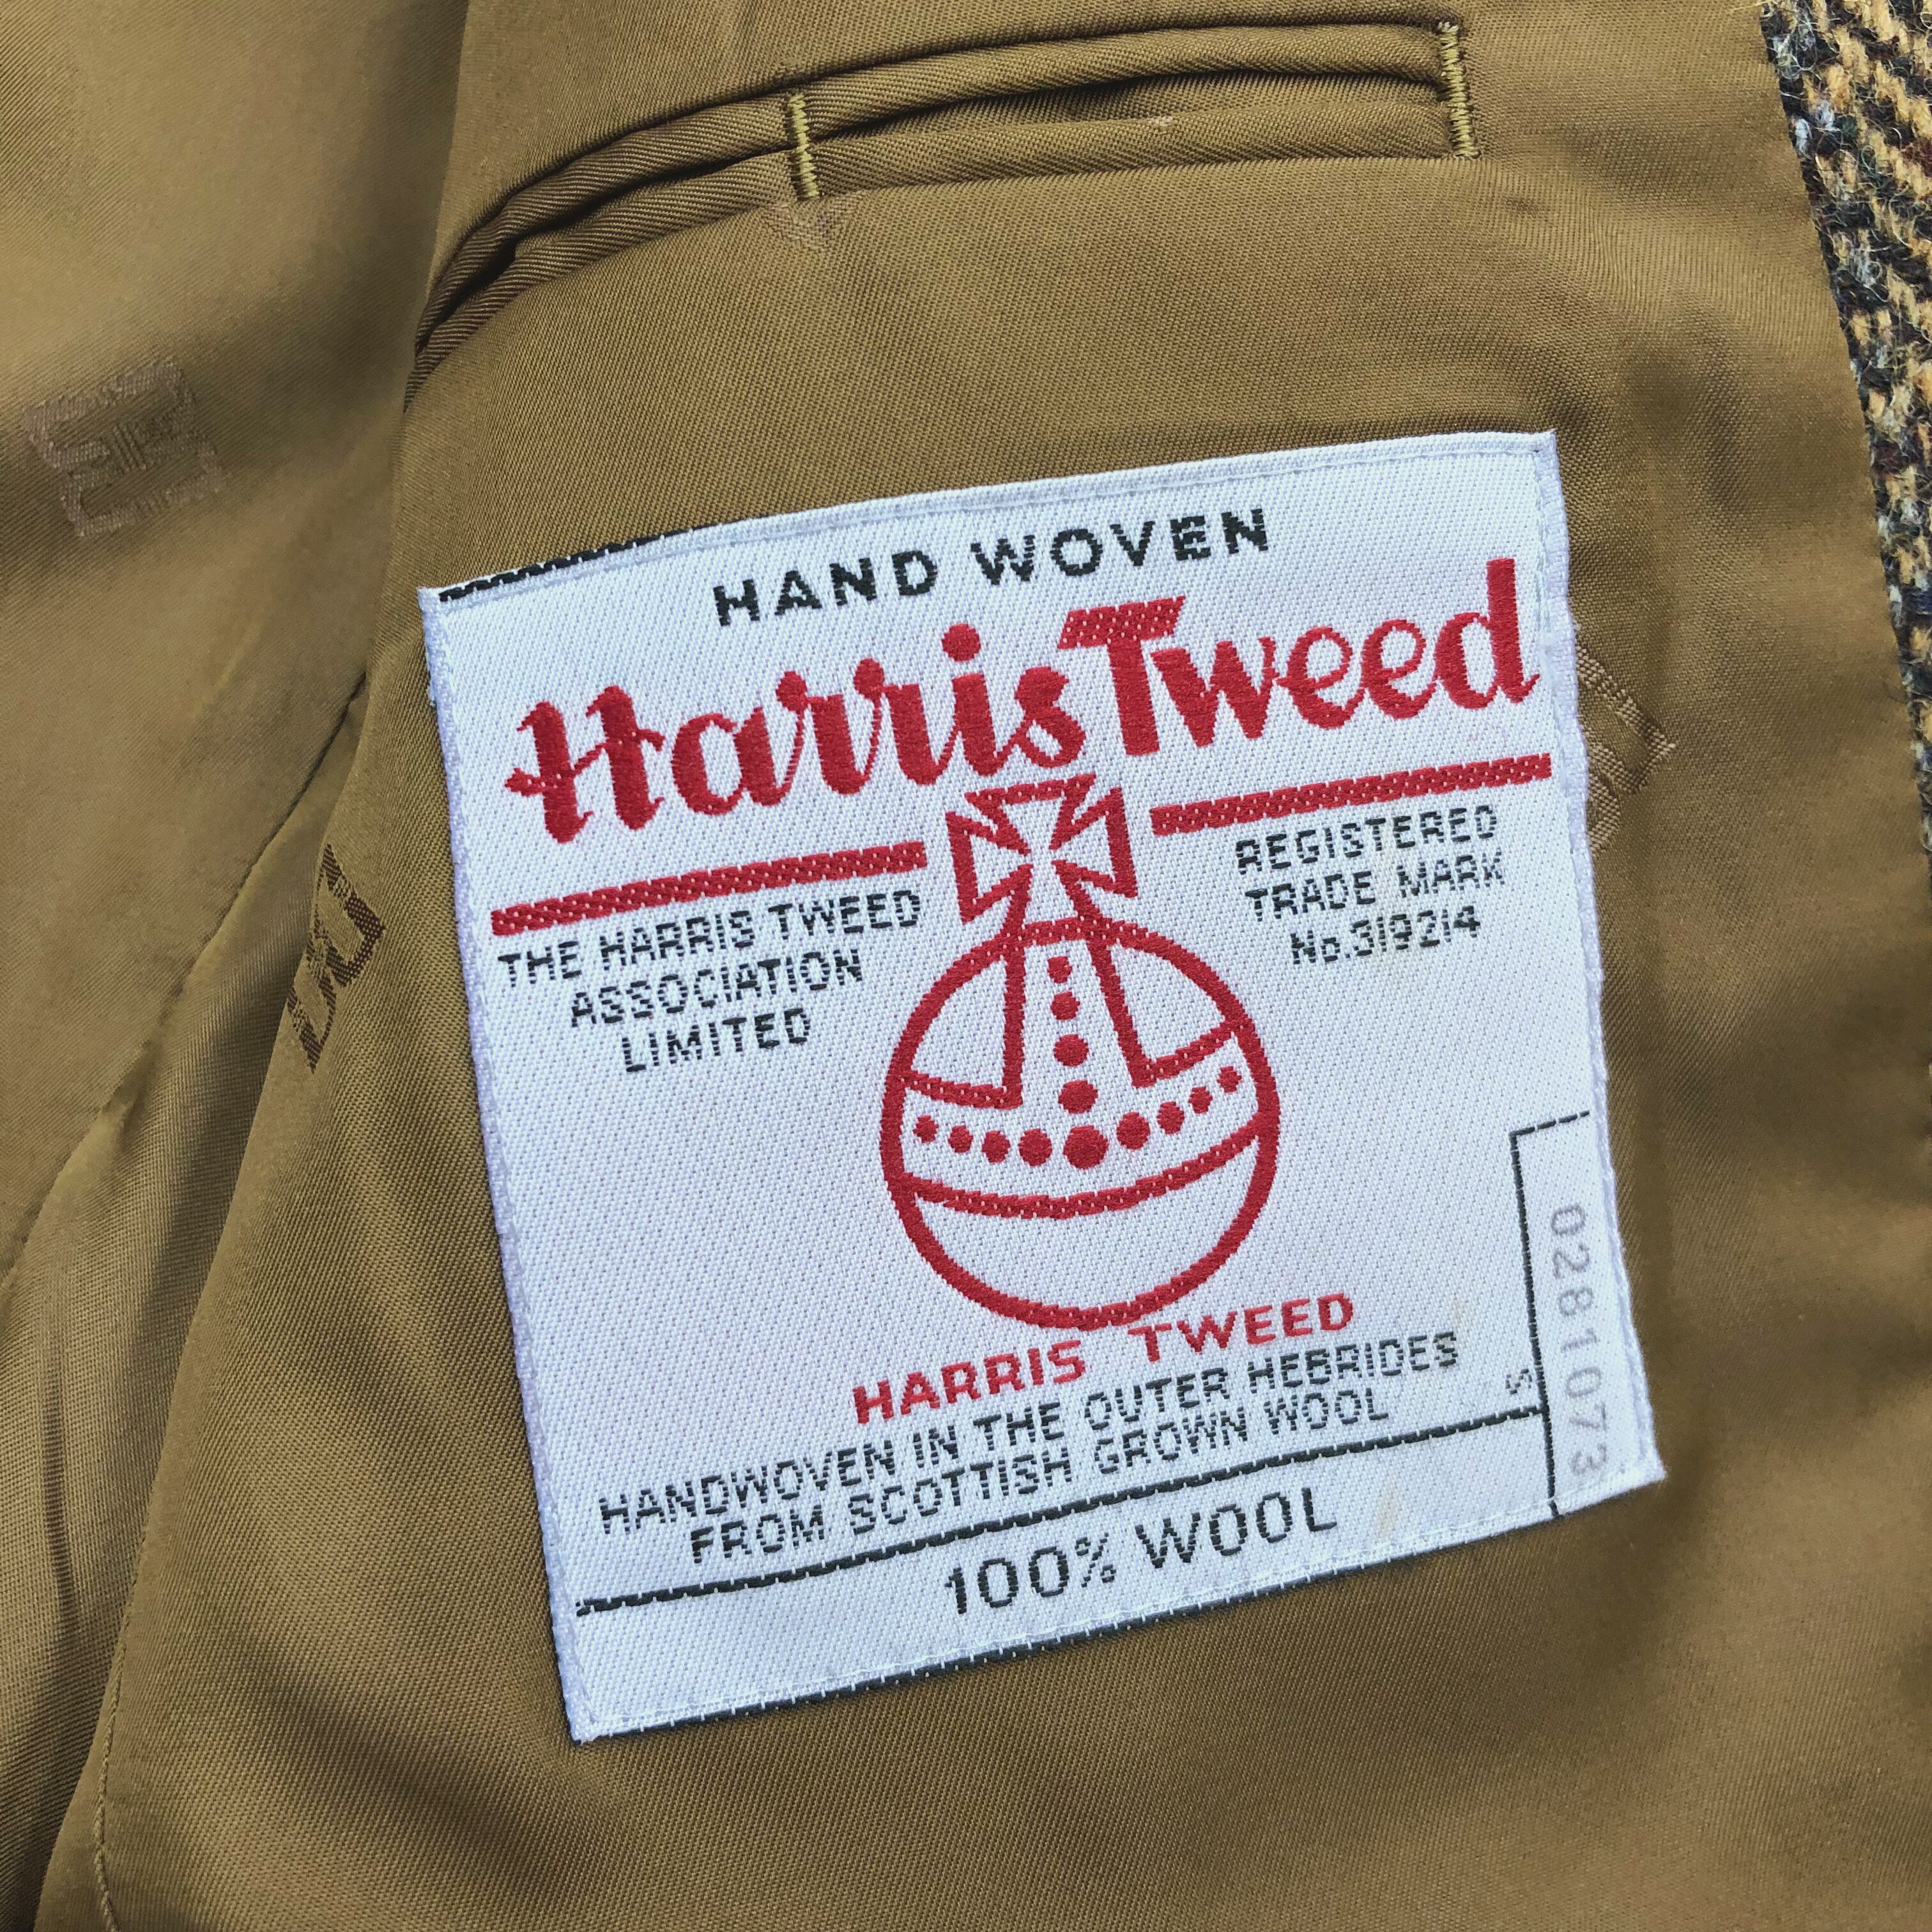 HAND WOVEN
Harris Tweed
THE HARRIS TWEED
ASSOCIATION
LIMITED
REGISTERED
TRADE MARK
No.319214
HARRIS TWEED
HANDWOVEN IN THE OUTER HEBRIDES
FROM SCOTTISH GROWN WOOL
100% WOOL
S
0281073